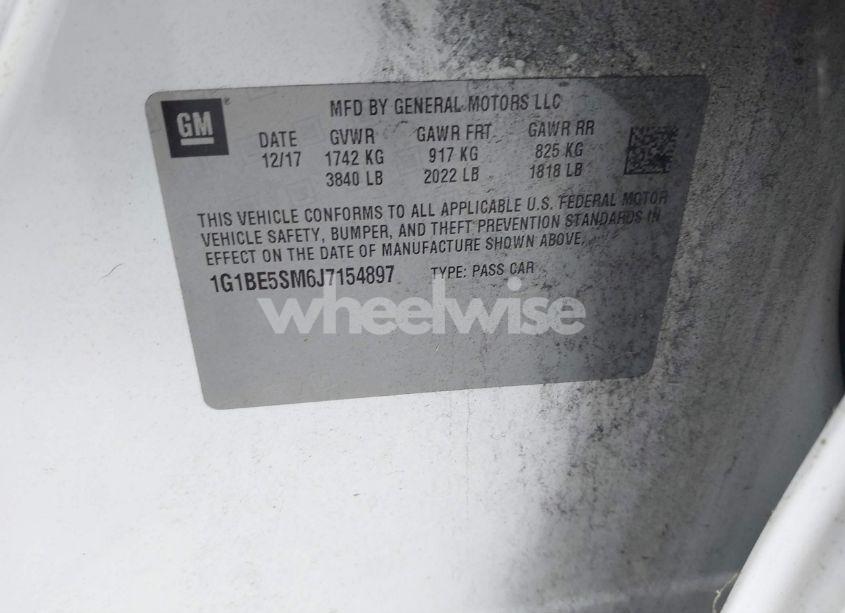 GM
MFD BY GENERAL MOTORS LLC
DATE GVWR GAWR FRT GAWR RR
12/17 1742 KG 917 KG 825 KG
3840 LB 2022 LB 1818 LB
THIS VEHICLE CONFORMS TO ALL APPLICABLE U.S. FEDERAL MOTOR
VEHICLE SAFETY, BUMPER, AND THEFT PREVENTION STANDARDS IN
EFFECT ON THE DATE OF MANUFACTURE SHOWN ABOVE.
1G1BE5SM6J7154897 TYPE: PASS CAR
wheelwise